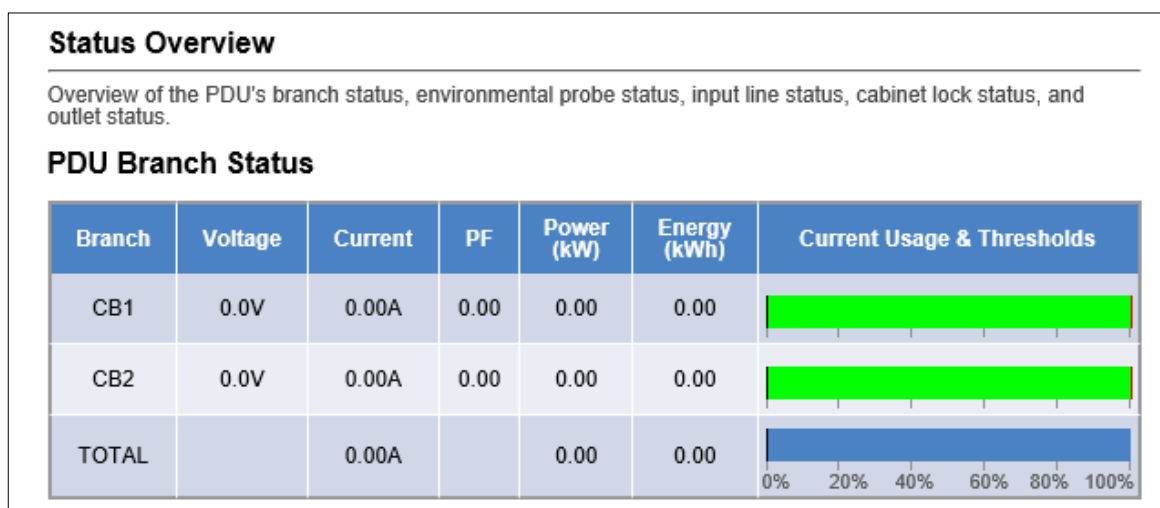 Status Overview
Overview of the PDU's branch status, environmental probe status, input line status, cabinet lock status, and
outlet status.
PDU Branch Status
Branch Voltage Current PF Power (kW) Energy (kWh) Current Usage & Thresholds
CB1 0.0V 0.00A 0.00 0.00 0.00
CB2 0.0V 0.00A 0.00 0.00 0.00
TOTAL 0.00A 0.00 0.00
0% 20% 40% 60% 80% 100%